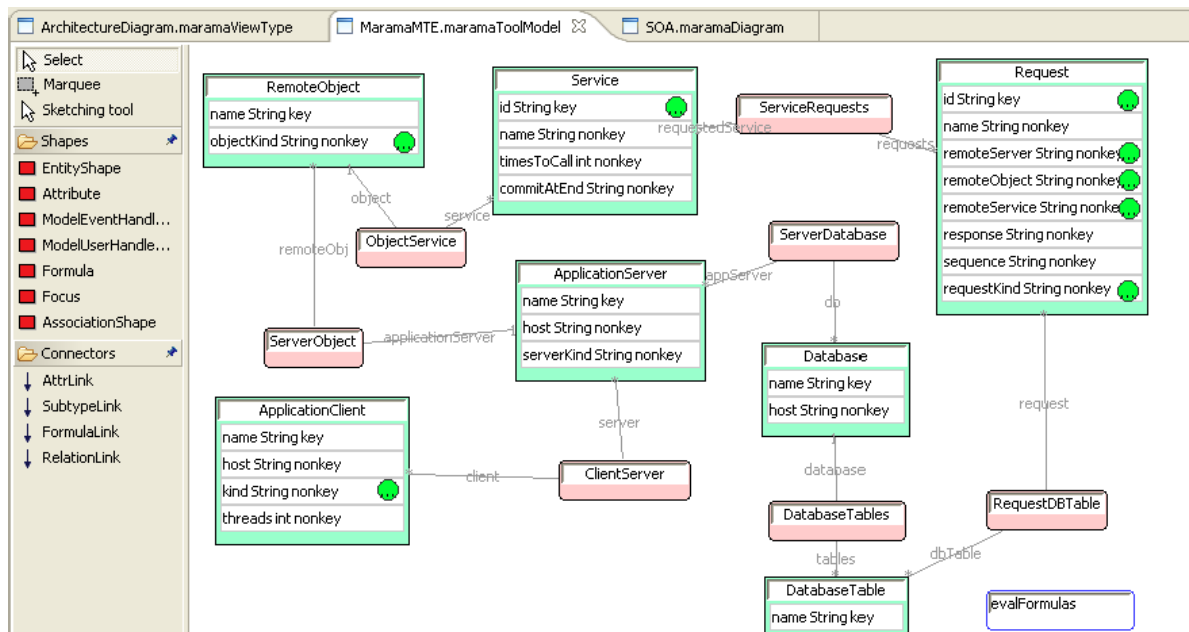 ArchitectureDiagram.maramaViewType
MaramaMTE.maramaToolModel
SOA.maramaDiagram
Select
Marquee
Sketching tool
Shapes
EntityShape
Attribute
ModelEventHandl...
ModelUserHandle...
Formula
Focus
AssociationShape
Connectors
AttrLink
SubtypeLink
FormulaLink
RelationLink
RemoteObject
name String key
objectKind String nonkey
Service
id String key
name String nonkey
timesToCall int nonkey
commitAtEnd String nonkey
ServiceRequests
requestedService
requests
Request
id String key
name String nonkey
remoteServer String nonkey
remoteObject String nonkey
remoteService String nonke
response String nonkey
sequence String nonkey
requestKind String nonkey
1
object
service
*
ObjectService
remoteObj
ServerDatabase
appServer
*
db
*
ApplicationServer
name String key
host String nonkey
serverKind String nonkey
ServerObject
applicationServer
1
Database
name String key
host String nonkey
ApplicationClient
name String key
host String nonkey
kind String nonkey
threads int nonkey
*
server
*
client
ClientServer
request
1
database
DatabaseTables
RequestDBTable
tables
*
dbTable
*
DatabaseTable
name String key
evalFormulas